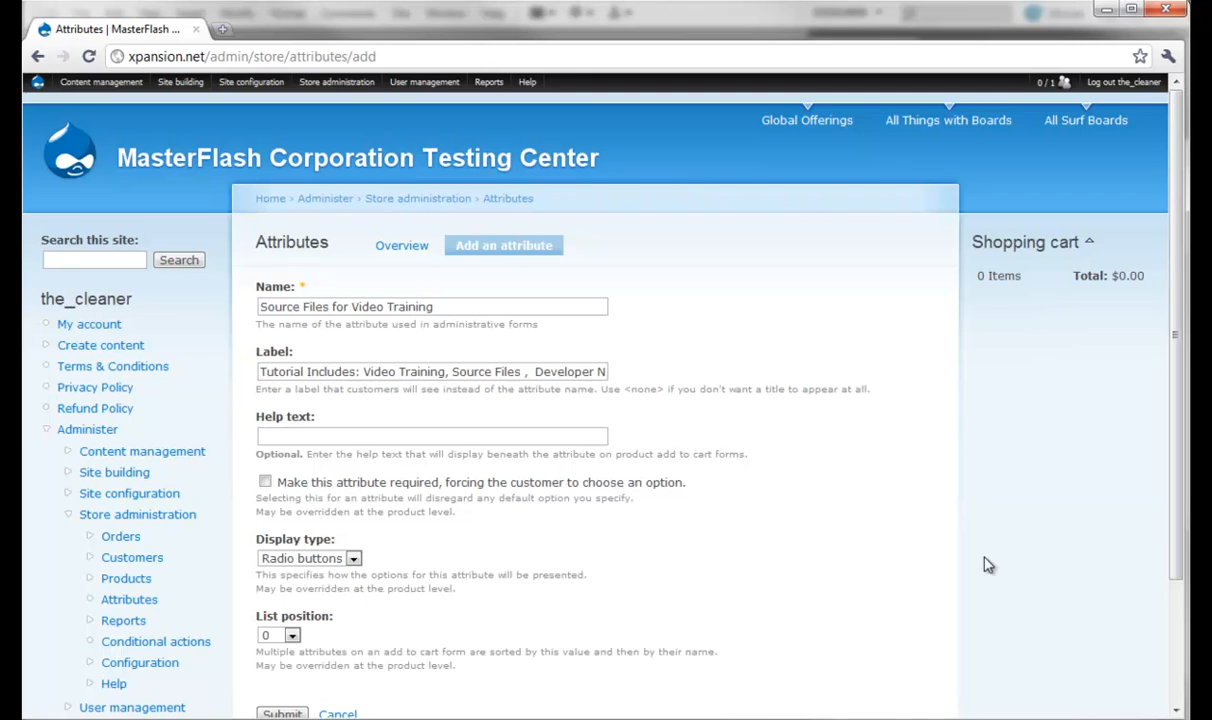 Attributes | MasterFlash ...
xpansion.net/admin/store/attributes/add
Content management Site building Site configuration Store administration User management Reports Help 0 / 1 Log out the_cleaner
Global Offerings All Things with Boards All Surf Boards
MasterFlash Corporation Testing Center
Home › Administer › Store administration › Attributes
Search this site:
Search
the_cleaner
My account
Create content
Terms & Conditions
Privacy Policy
Refund Policy
Administer
Content management
Site building
Site configuration
Store administration
Orders
Customers
Products
Attributes
Reports
Conditional actions
Configuration
Help
User management
Attributes Overview Add an attribute
Name: *
Source Files for Video Training
The name of the attribute used in administrative forms
Label:
Tutorial Includes: Video Training, Source Files ,  Developer N
Enter a label that customers will see instead of the attribute name. Use <none> if you don't want a title to appear at all.
Help text:
Optional. Enter the help text that will display beneath the attribute on product add to cart forms.
Make this attribute required, forcing the customer to choose an option.
Selecting this for an attribute will disregard any default option you specify.
May be overridden at the product level.
Display type:
Radio buttons
This specifies how the options for this attribute will be presented.
May be overridden at the product level.
List position:
0
Multiple attributes on an add to cart form are sorted by this value and then by their name.
May be overridden at the product level.
Submit Cancel
Shopping cart
0 Items Total: $0.00